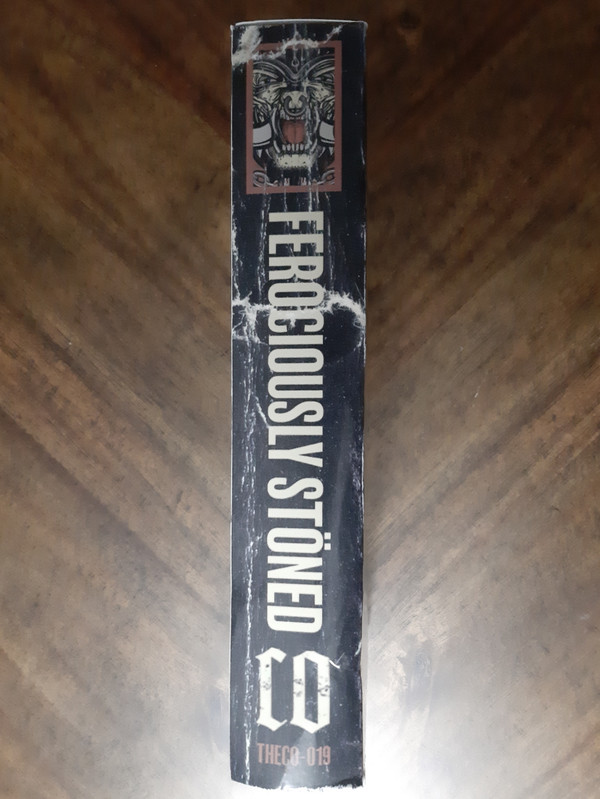 FEROCIOUSLY STÖNED
CO
THECO-019